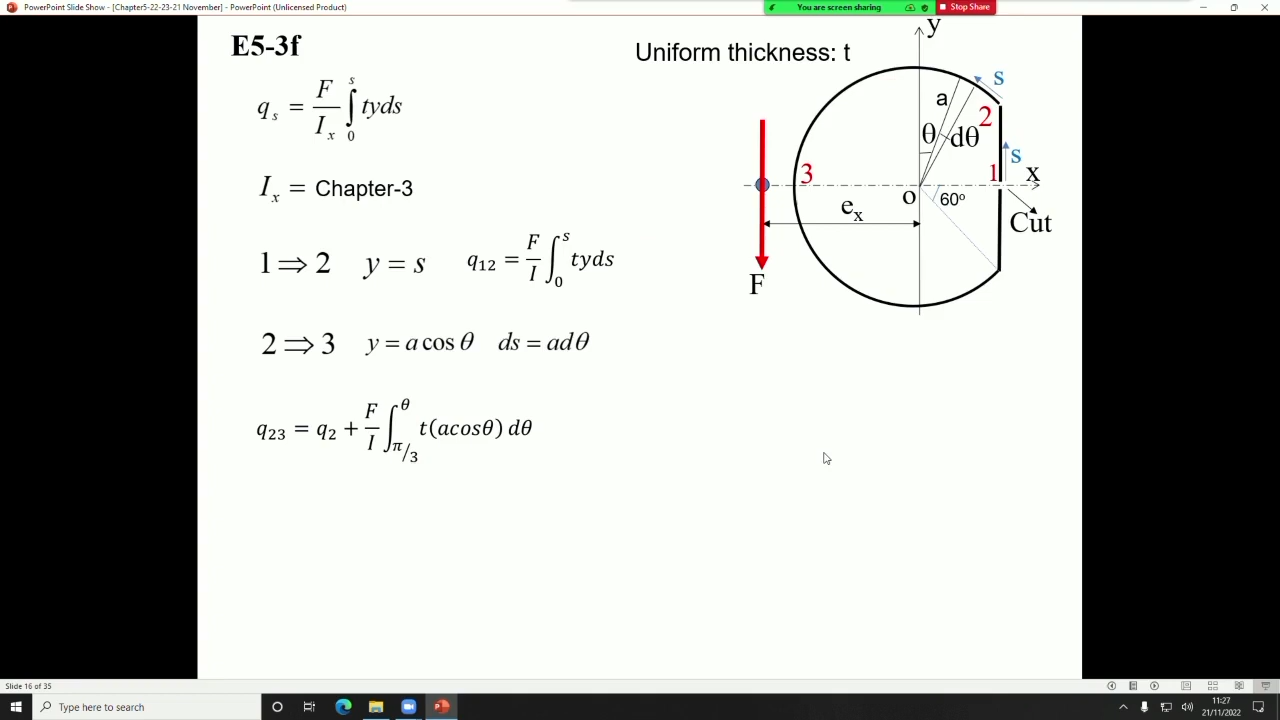 PowerPoint Slide Show - [Chapter5-22-23-21 November] - PowerPoint (Unlicensed Product)
You are screen sharing
Stop Share
E5-3f
Uniform thickness: t
y
s
a
θ
dθ
2
s
3
1
x
o
60º
Cut
e_x
F
q_s = F/I_x ∫_0^s tyds
I_x = Chapter-3
1 ⇒ 2 y = s q_12 = F/I ∫_0^s tyds
2 ⇒ 3 y = a cos θ ds = adθ
q_23 = q_2 + F/I ∫_{π/3}^θ t(acosθ) dθ
Slide 16 of 35
Type here to search
11:27
21/11/2022